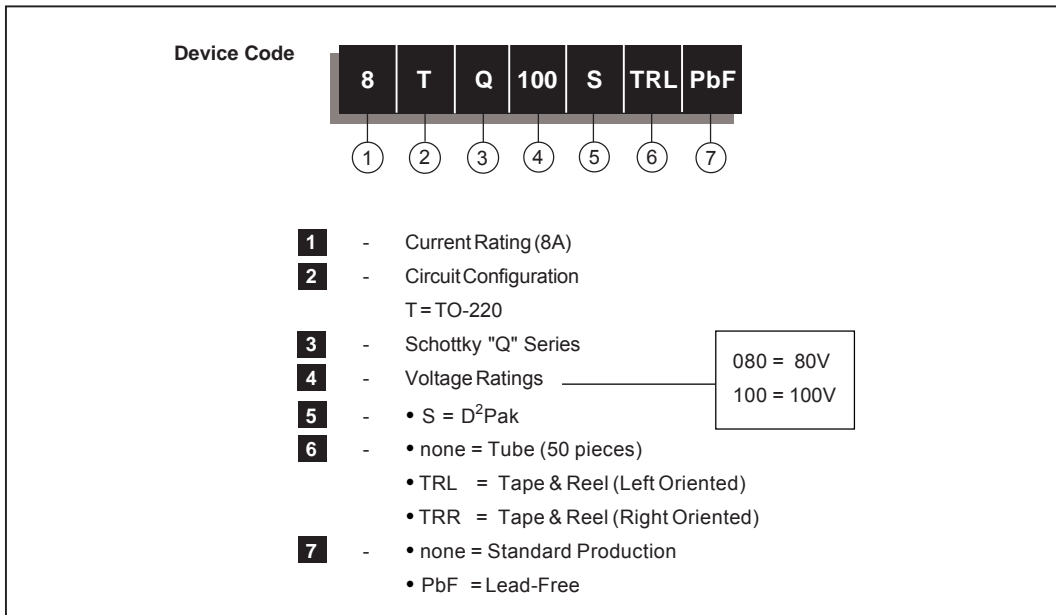 Device Code
8 T Q 100 S TRL PbF
1 2 3 4 5 6 7
1 - Current Rating (8A)
2 - Circuit Configuration
T = TO-220
3 - Schottky "Q" Series
4 - Voltage Ratings
080 = 80V
100 = 100V
5 - • S = D²Pak
6 - • none = Tube (50 pieces)
• TRL = Tape & Reel (Left Oriented)
• TRR = Tape & Reel (Right Oriented)
7 - • none = Standard Production
• PbF = Lead-Free